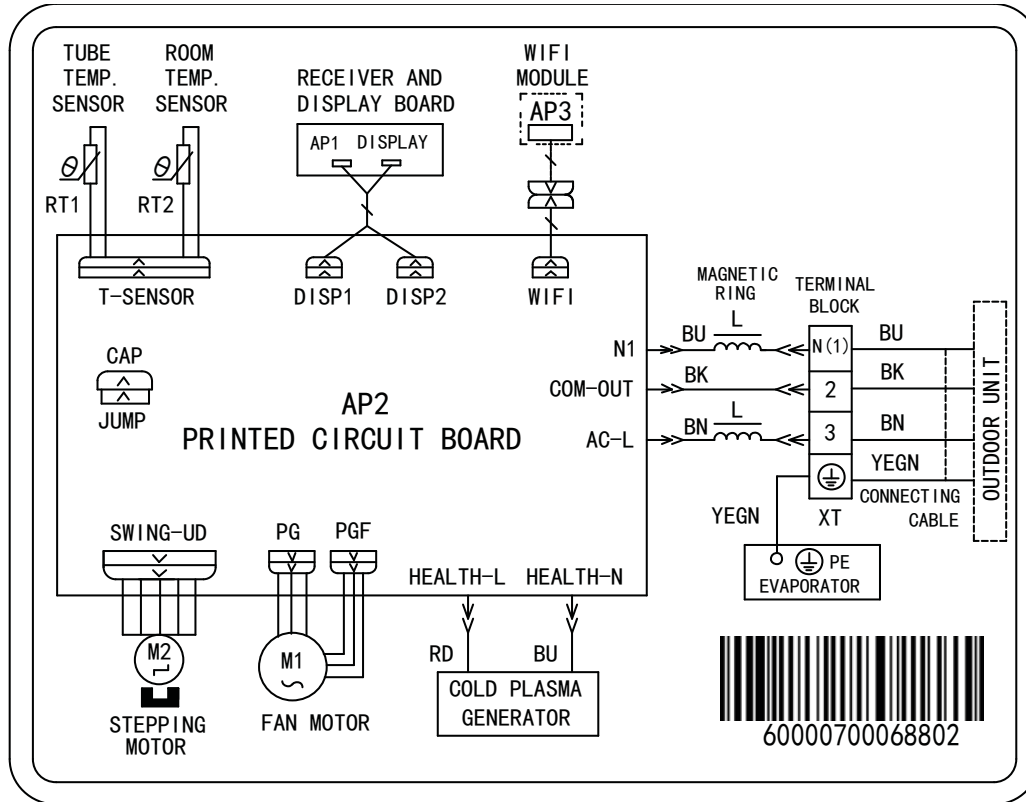 TUBE
TEMP.
SENSOR
ROOM
TEMP.
SENSOR
RECEIVER AND
DISPLAY BOARD
AP1 DISPLAY
WIFI
MODULE
AP3
θ
RT1
θ
RT2
T-SENSOR
DISP1
DISP2
WIFI
MAGNETIC
RING
TERMINAL
BLOCK
CAP
JUMP
AP2
PRINTED CIRCUIT BOARD
N1
BU
L
N(1)
BU
COM-OUT
BK
2
BK
AC-L
BN
L
3
BN
YEGN
OUTDOOR UNIT
CONNECTING
CABLE
XT
YEGN
PE
EVAPORATOR
SWING-UD
PG
PGF
HEALTH-L
HEALTH-N
M2
STEPPING
MOTOR
M1
FAN MOTOR
RD
BU
COLD PLASMA
GENERATOR
60000700068802